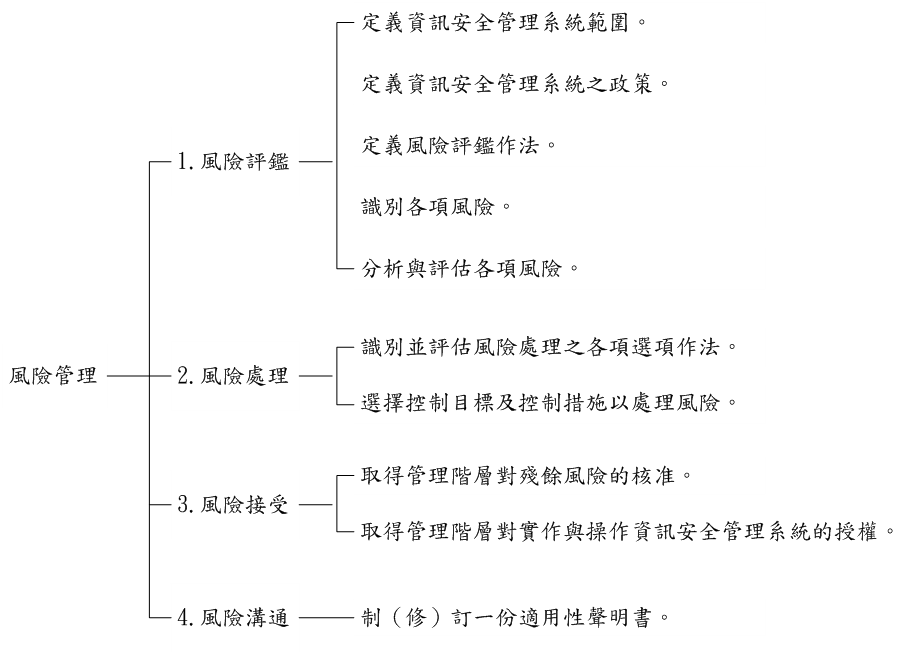 風險管理
1.風險評鑑
定義資訊安全管理系統範圍。
定義資訊安全管理系統之政策。
定義風險評鑑作法。
識別各項風險。
分析與評估各項風險。
2.風險處理
識別並評估風險處理之各項選項作法。
選擇控制目標及控制措施以處理風險。
3.風險接受
取得管理階層對殘餘風險的核准。
取得管理階層對實作與操作資訊安全管理系統的授權。
4.風險溝通
制（修）訂一份適用性聲明書。